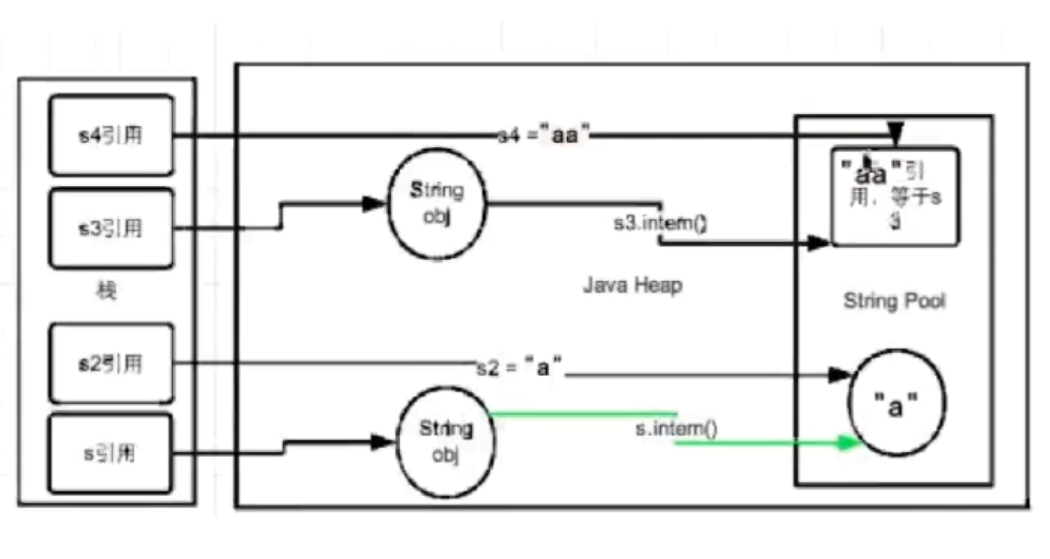 s4引用
s4 ="aa"
"aa"引
用，等于s
3
String
obj
s3引用
s3.intern()
栈
Java Heap
String Pool
s2引用
s2 = "a"
"a"
String
obj
s.intern()
s引用